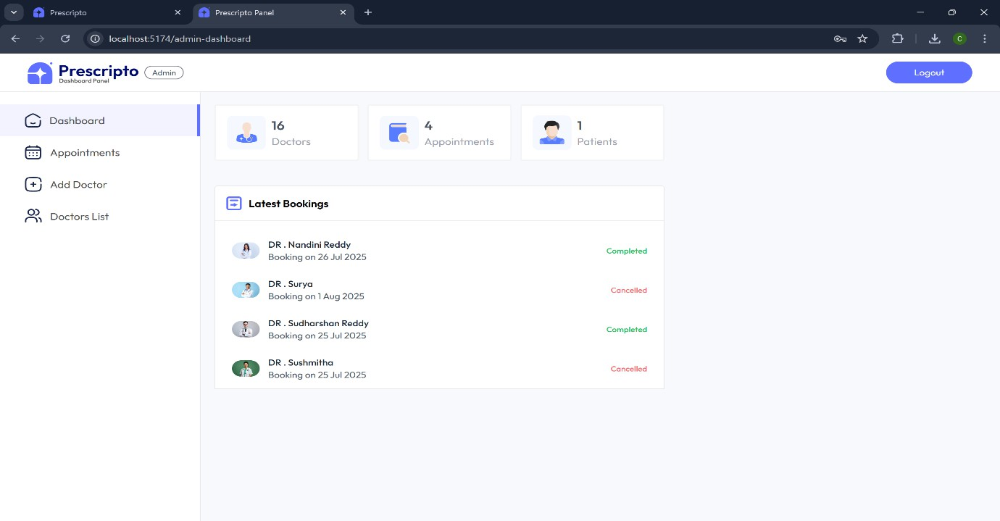 Prescripto
Prescripto Panel
localhost:5174/admin-dashboard
C
Prescripto
Dashboard Panel
Admin
Logout
Dashboard
Appointments
Add Doctor
Doctors List
16
Doctors
4
Appointments
1
Patients
Latest Bookings
DR . Nandini Reddy
Booking on 26 Jul 2025
Completed
DR . Surya
Booking on 1 Aug 2025
Cancelled
DR . Sudharshan Reddy
Booking on 25 Jul 2025
Completed
DR . Sushmitha
Booking on 25 Jul 2025
Cancelled